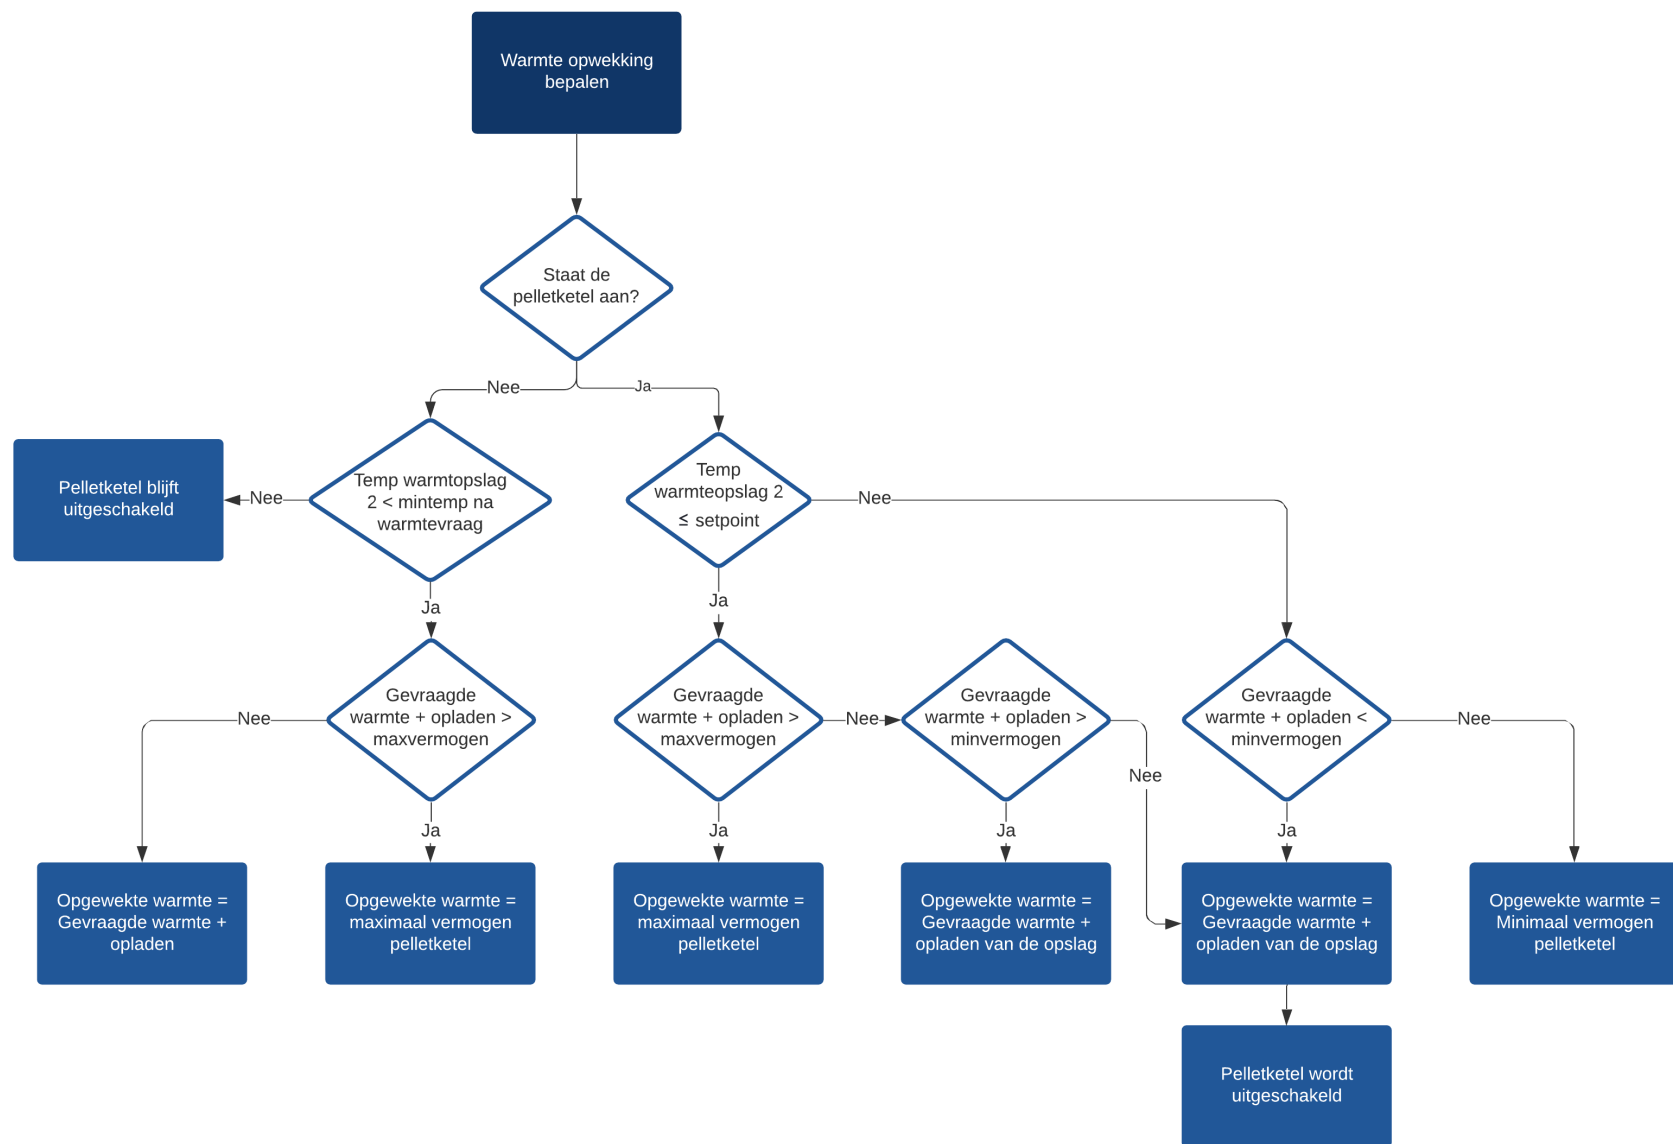 Warmte opwekking
bepalen
Staat de
pelletketel aan?
Nee
Ja
Pelletketel blijft
uitgeschakeld
Nee
Temp warmtopslag
2 < mintemp na
warmtevraag
Temp
warmteopslag 2
≤ setpoint
Nee
Ja
Ja
Nee
Gevraagde
warmte + opladen >
maxvermogen
Gevraagde
warmte + opladen >
maxvermogen
Nee
Gevraagde
warmte + opladen >
minvermogen
Nee
Gevraagde
warmte + opladen <
minvermogen
Nee
Ja
Ja
Ja
Ja
Opgewekte warmte =
Gevraagde warmte +
opladen
Opgewekte warmte =
maximaal vermogen
pelletketel
Opgewekte warmte =
maximaal vermogen
pelletketel
Opgewekte warmte =
Gevraagde warmte +
opladen van de opslag
Opgewekte warmte =
Gevraagde warmte +
opladen van de opslag
Opgewekte warmte =
Minimaal vermogen
pelletketel
Pelletketel wordt
uitgeschakeld